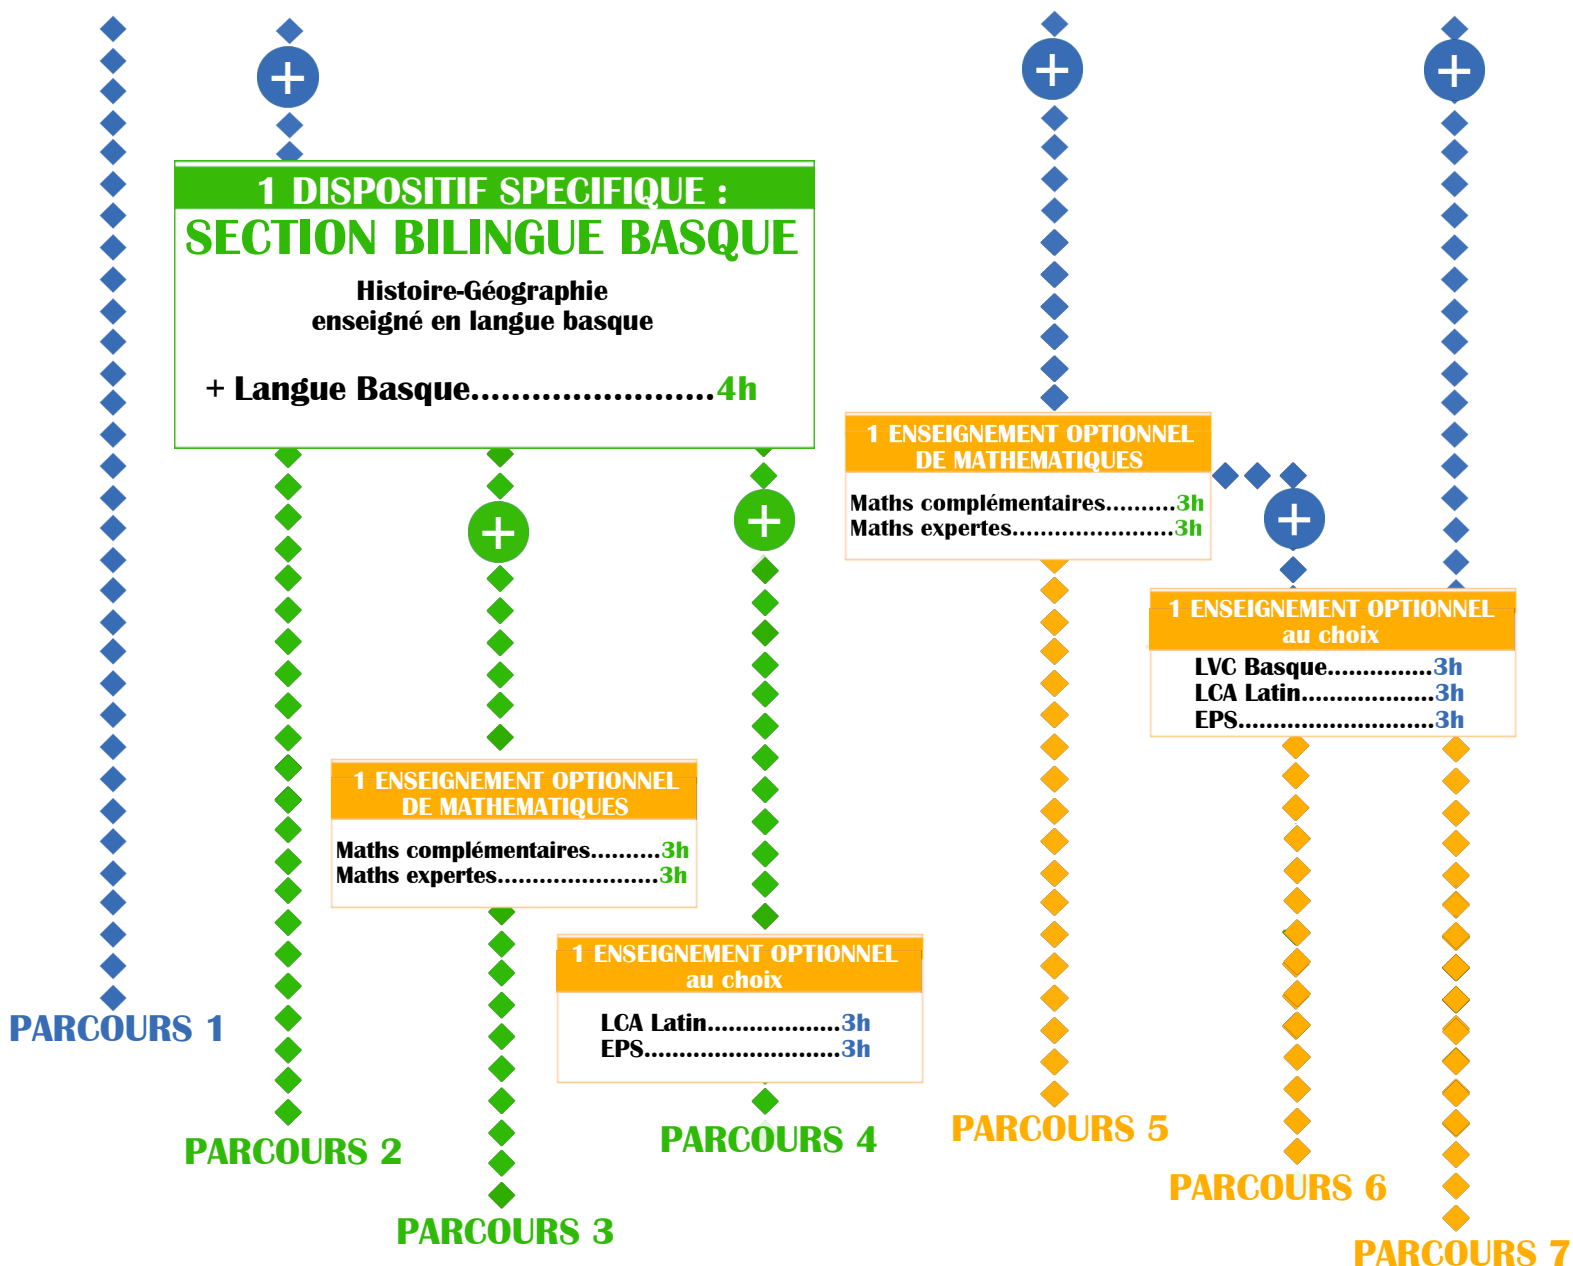 +
+
+
1 DISPOSITIF SPECIFIQUE :
SECTION BILINGUE BASQUE
Histoire-Géographie
enseigné en langue basque
+ Langue Basque........................4h
+
+
1 ENSEIGNEMENT OPTIONNEL
DE MATHEMATIQUES
Maths complémentaires..........3h
Maths expertes.......................3h
+
1 ENSEIGNEMENT OPTIONNEL
au choix
LVC Basque...............3h
LCA Latin...................3h
EPS............................3h
1 ENSEIGNEMENT OPTIONNEL
DE MATHEMATIQUES
Maths complémentaires..........3h
Maths expertes.......................3h
1 ENSEIGNEMENT OPTIONNEL
au choix
LCA Latin...................3h
EPS............................3h
PARCOURS 1
PARCOURS 2
PARCOURS 3
PARCOURS 4
PARCOURS 5
PARCOURS 6
PARCOURS 7